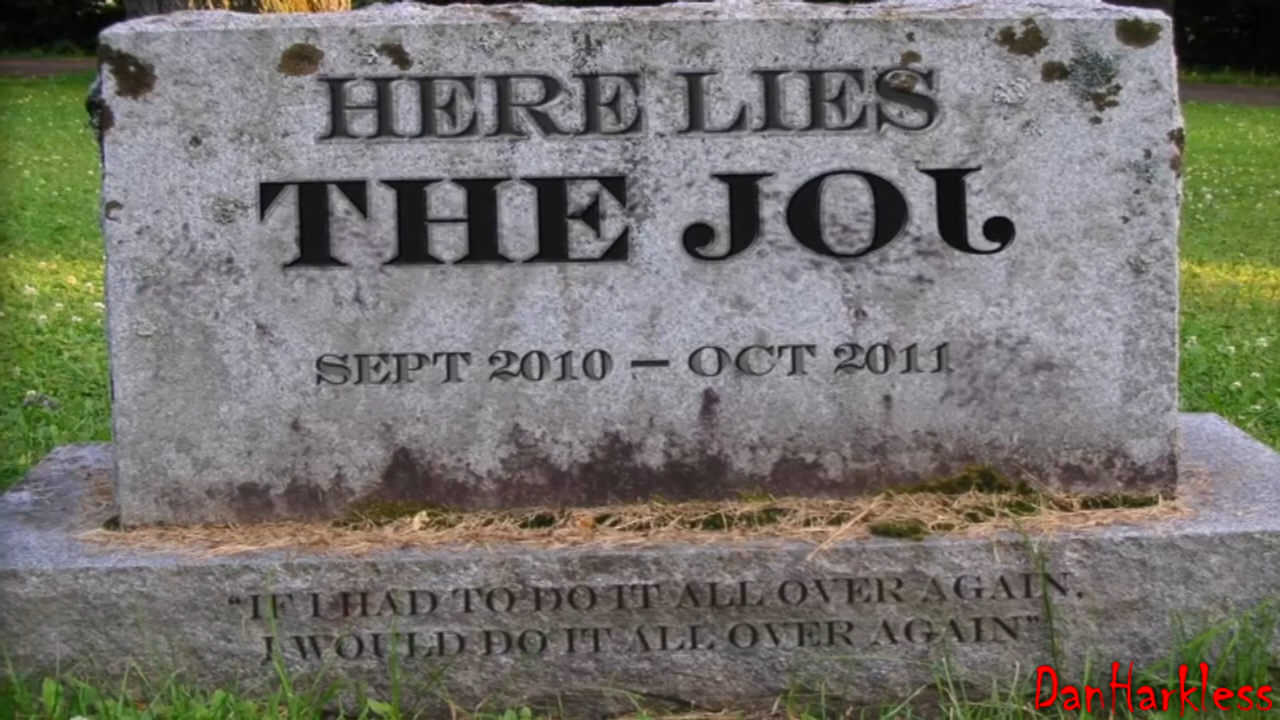 HERE LIES
THE JOJ
SEPT 2010 – OCT 2011
“IF I HAD TO DO IT ALL OVER AGAIN,
I WOULD DO IT ALL OVER AGAIN”
DanHarkless